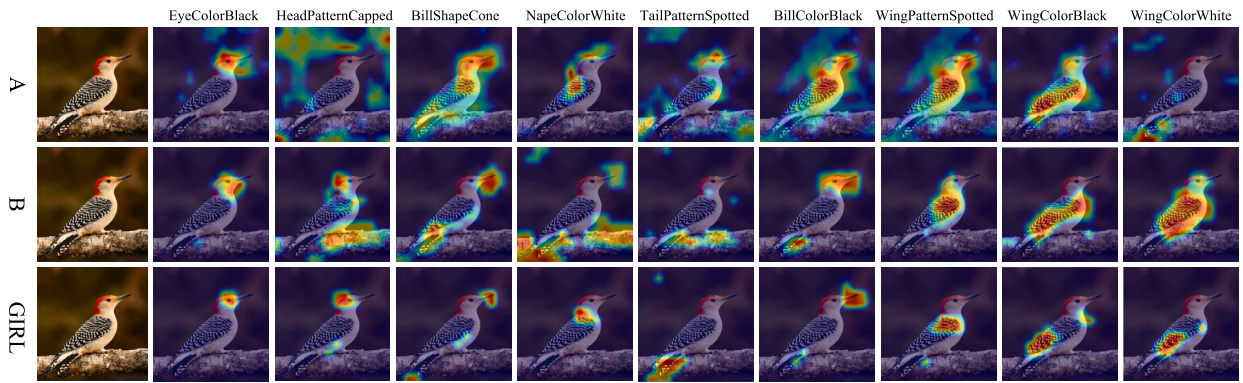 EyeColorBlack HeadPatternCapped BillShapeCone NapeColorWhite TailPatternSpotted BillColorBlack WingPatternSpotted WingColorBlack WingColorWhite
A
B
GIRL